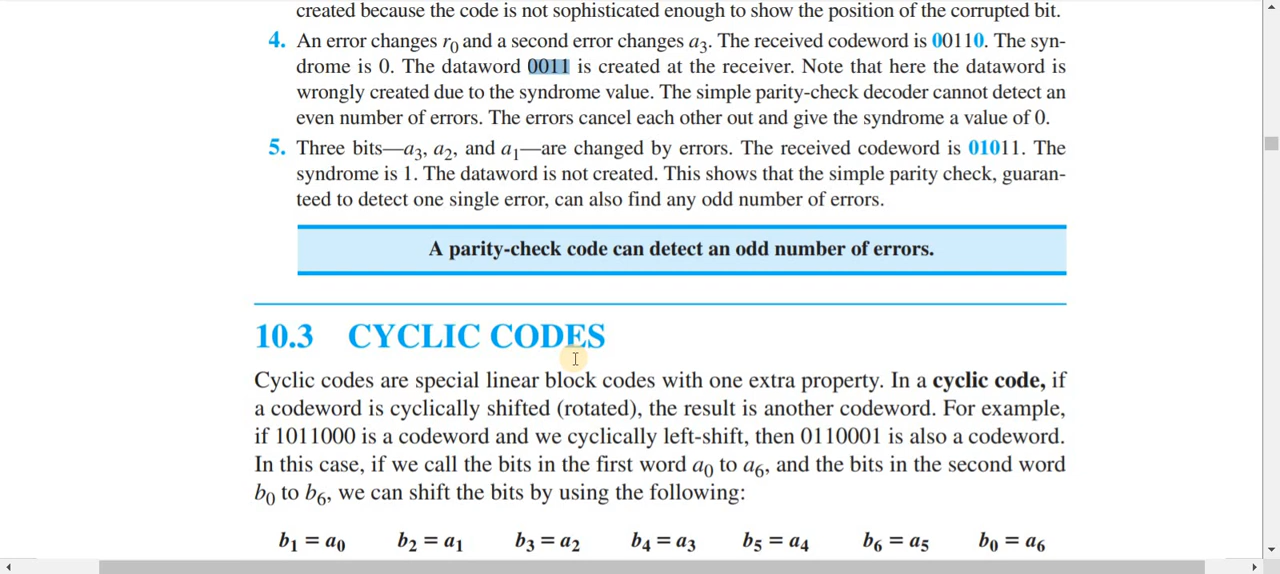 created because the code is not sophisticated enough to show the position of the corrupted bit.
4. An error changes r0 and a second error changes a3. The received codeword is 00110. The syn-
drome is 0. The dataword 0011 is created at the receiver. Note that here the dataword is
wrongly created due to the syndrome value. The simple parity-check decoder cannot detect an
even number of errors. The errors cancel each other out and give the syndrome a value of 0.
5. Three bits—a3, a2, and a1—are changed by errors. The received codeword is 01011. The
syndrome is 1. The dataword is not created. This shows that the simple parity check, guaran-
teed to detect one single error, can also find any odd number of errors.
A parity-check code can detect an odd number of errors.
10.3 CYCLIC CODES
Cyclic codes are special linear block codes with one extra property. In a cyclic code, if
a codeword is cyclically shifted (rotated), the result is another codeword. For example,
if 1011000 is a codeword and we cyclically left-shift, then 0110001 is also a codeword.
In this case, if we call the bits in the first word a0 to a6, and the bits in the second word
b0 to b6, we can shift the bits by using the following:
b1 = a0 b2 = a1 b3 = a2 b4 = a3 b5 = a4 b6 = a5 b0 = a6